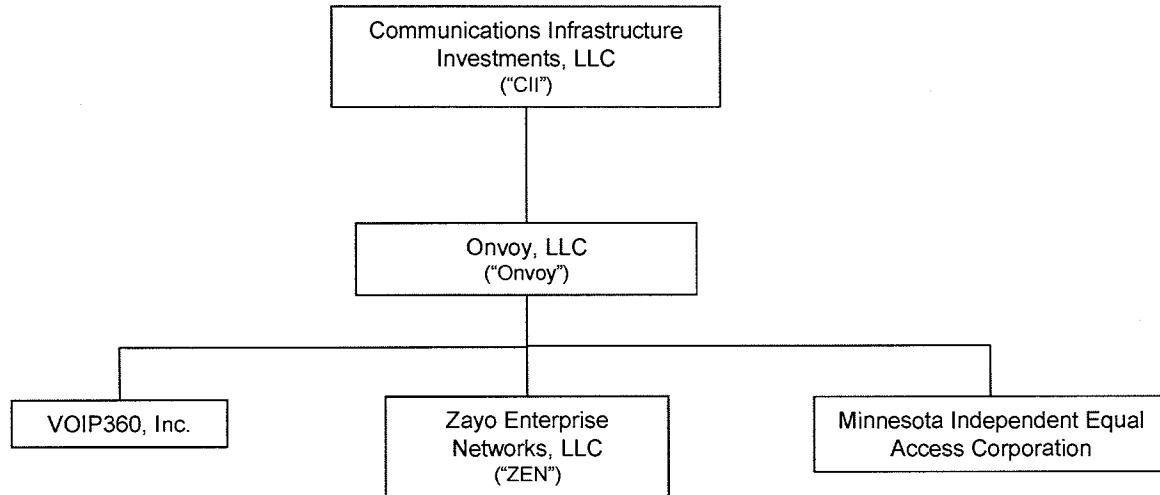 Communications Infrastructure
Investments, LLC
("CII")
Onvoy, LLC
("Onvoy")
VOIP360, Inc.
Zayo Enterprise
Networks, LLC
("ZEN")
Minnesota Independent Equal
Access Corporation